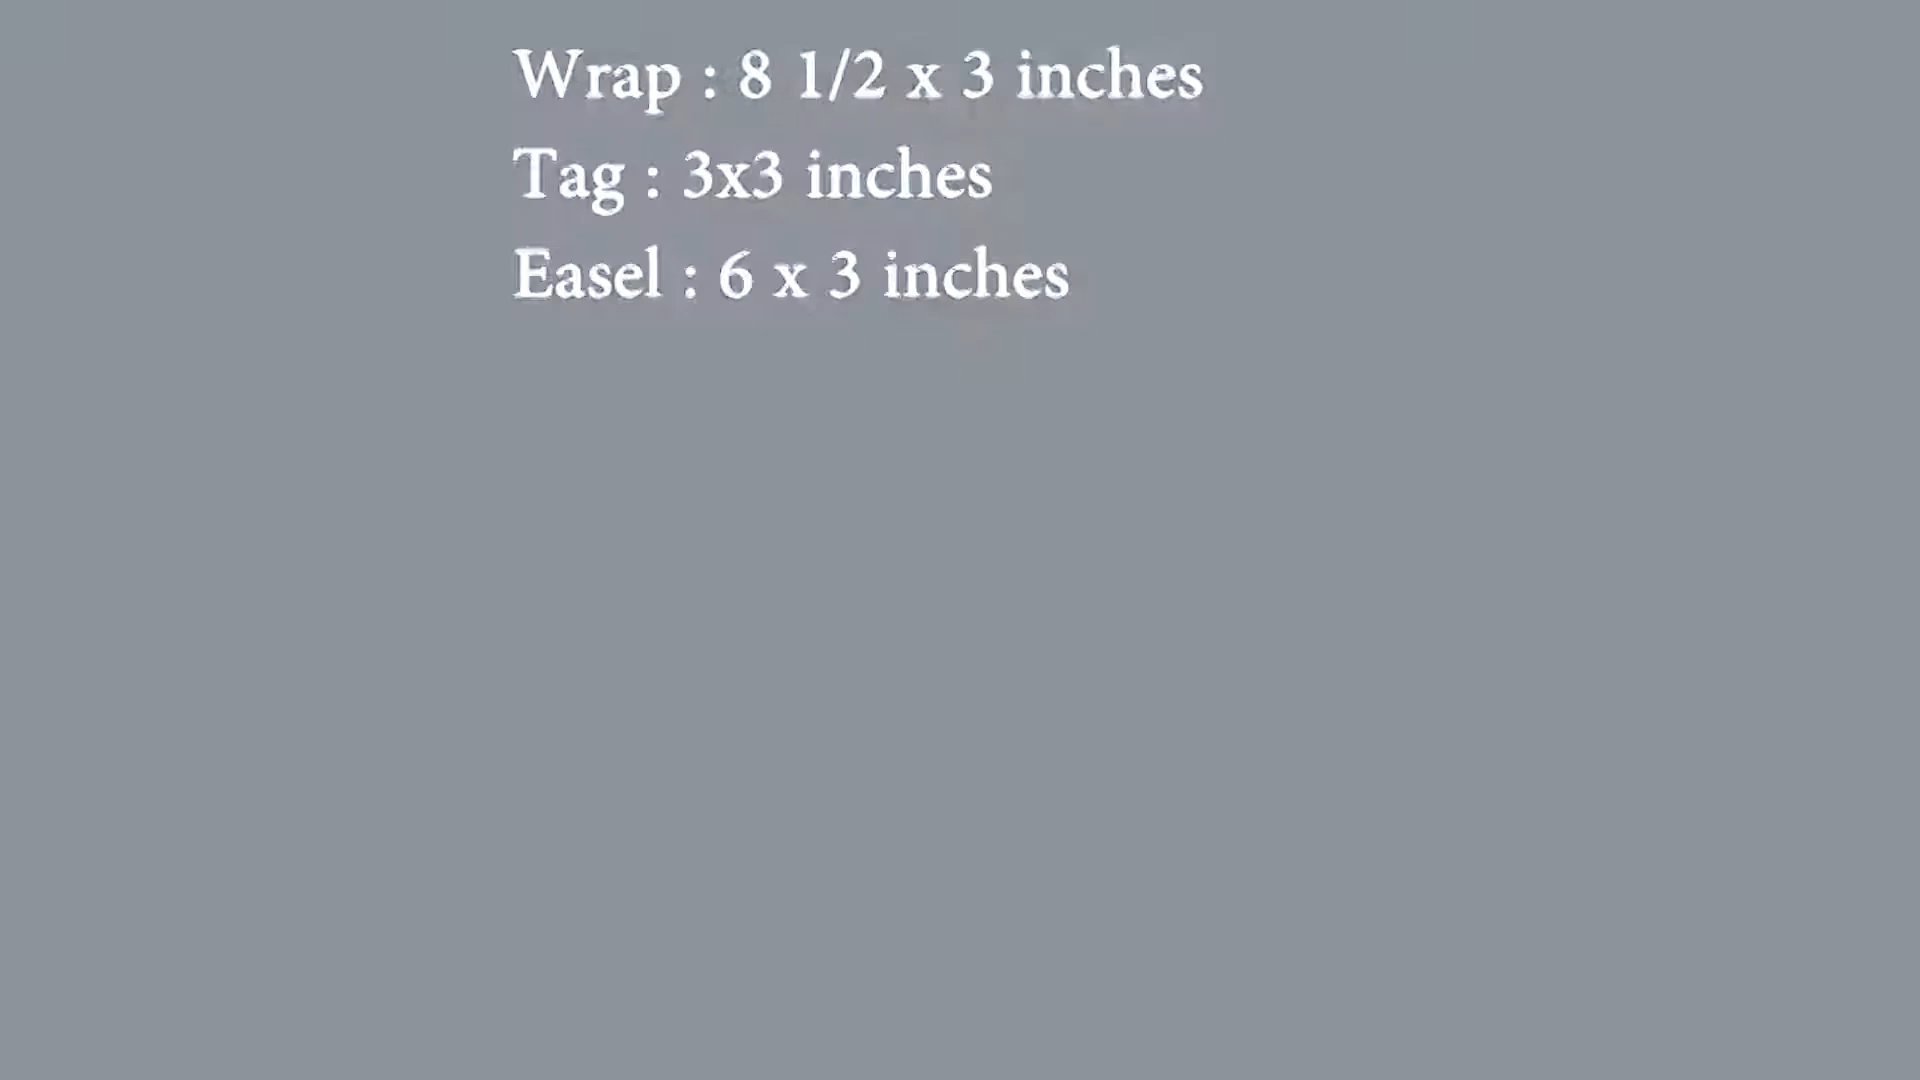 Wrap : 8 1/2 x 3 inches
Tag : 3x3 inches
Easel : 6 x 3 inches